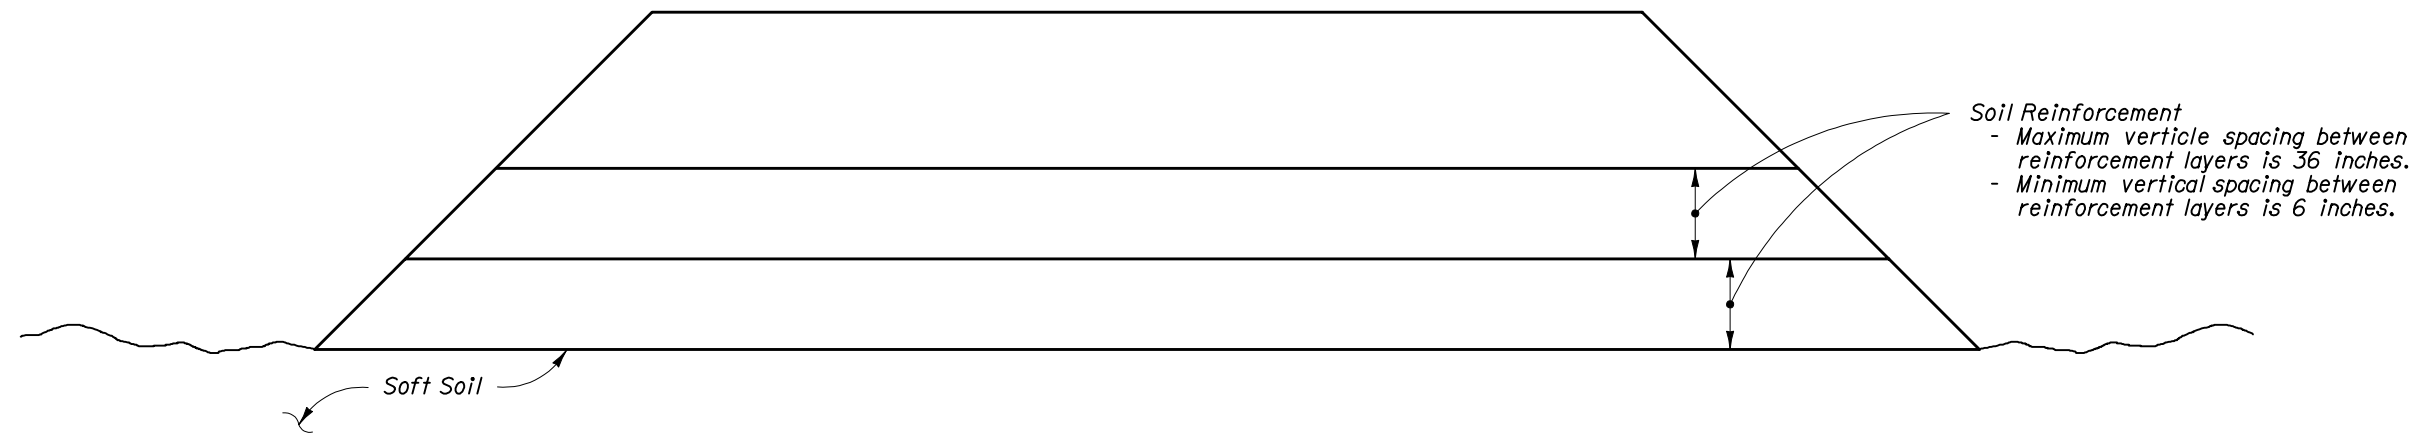 Soil Reinforcement
- Maximum verticle spacing between
reinforcement layers is 36 inches.
- Minimum vertical spacing between
reinforcement layers is 6 inches.
Soft Soil